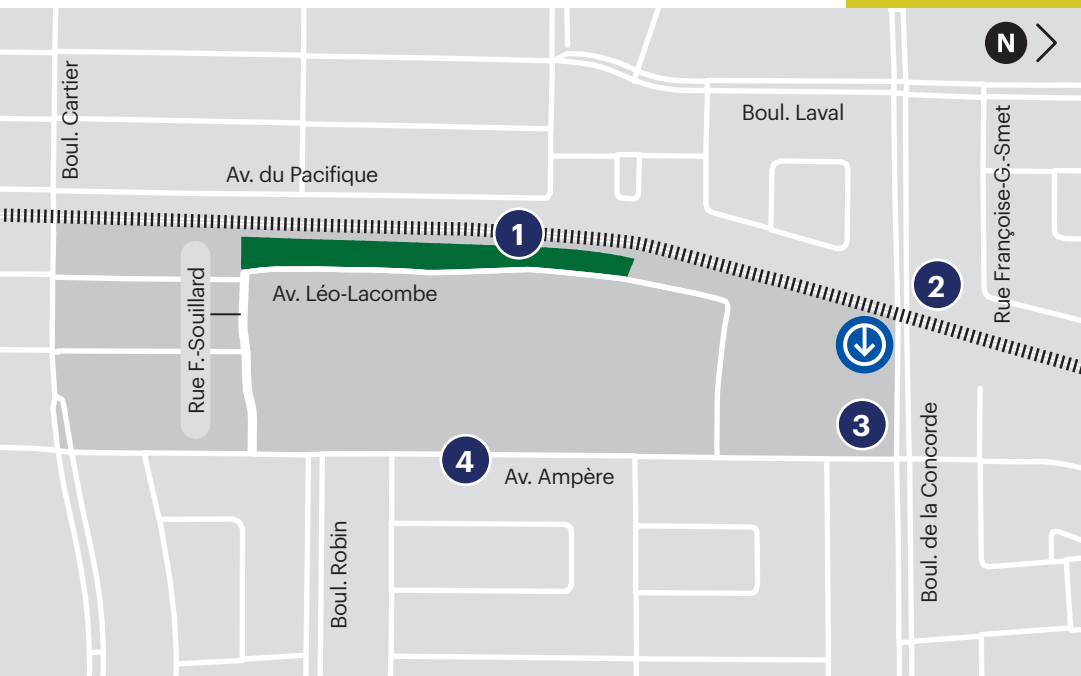 N
Boul. Cartier
Boul. Laval
Rue Françoise-G.-Smet
Av. du Pacifique
1
2
Av. Léo-Lacombe
Rue F.-Souillard
3
4
Av. Ampère
Boul. de la Concorde
Boul. Robin